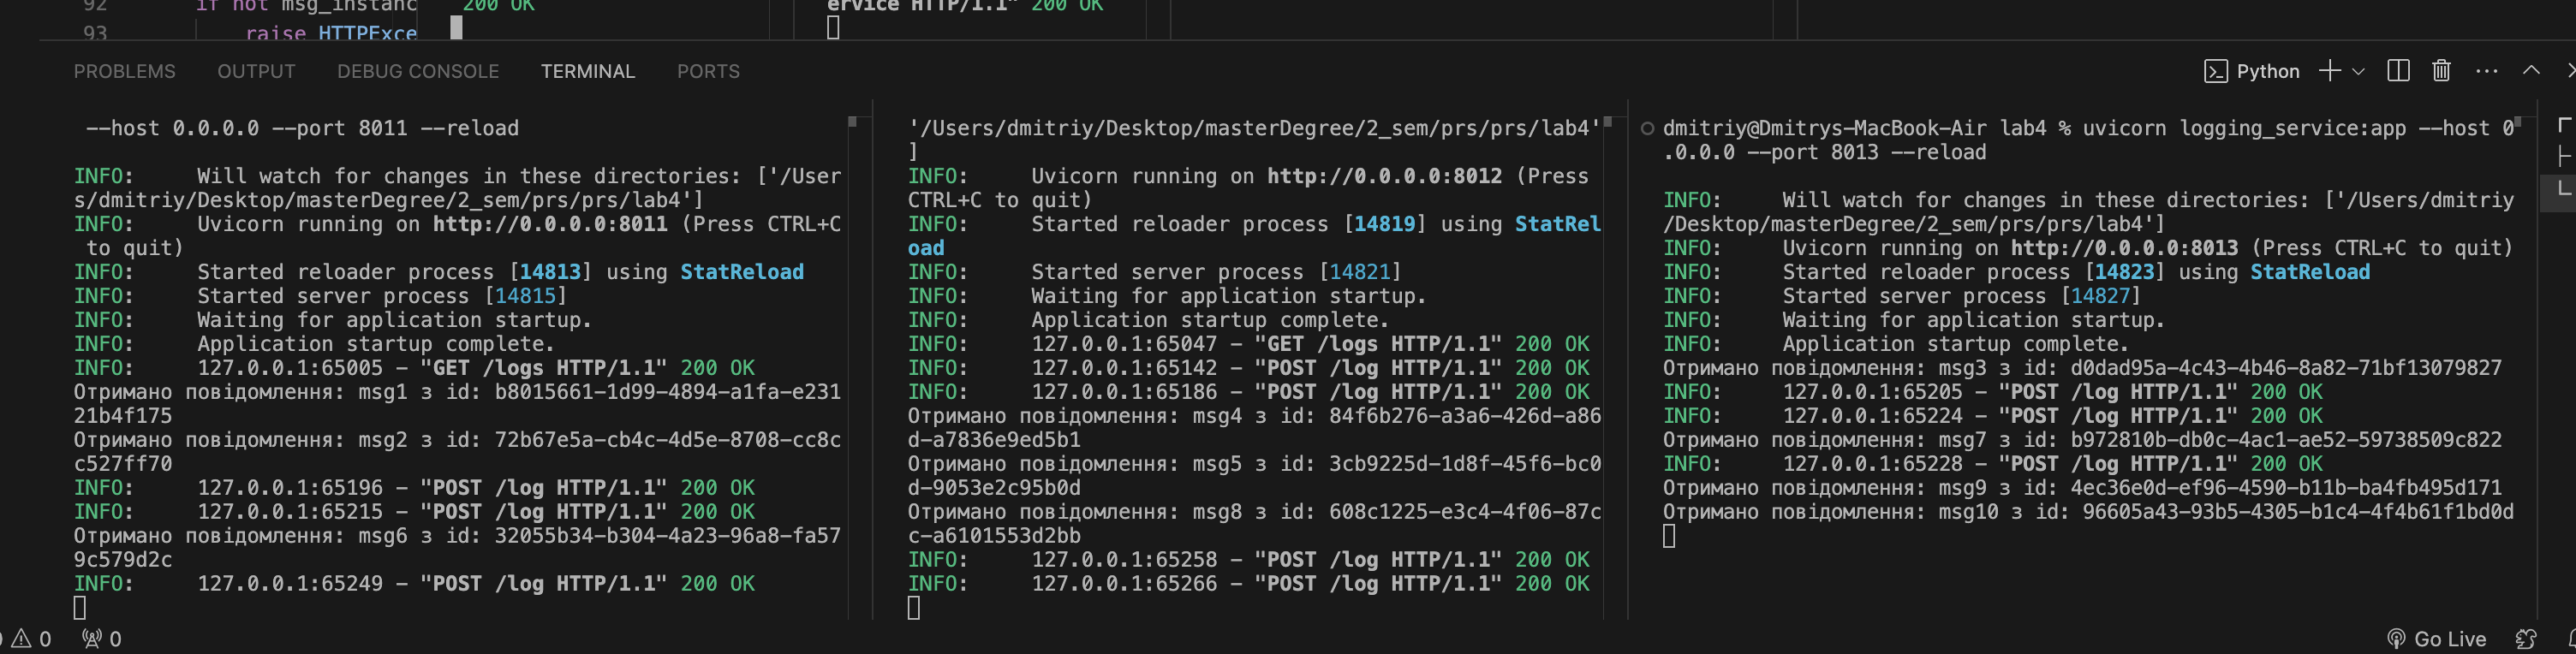 92 if not msg_instanc
93 raise HTTPExce
200 OK
ervice HTTP/1.1" 200 OK
PROBLEMS OUTPUT DEBUG CONSOLE TERMINAL PORTS
Python
--host 0.0.0.0 --port 8011 --reload
INFO: Will watch for changes in these directories: ['/User
s/dmitriy/Desktop/masterDegree/2_sem/prs/prs/lab4']
INFO: Uvicorn running on http://0.0.0.0:8011 (Press CTRL+C
to quit)
INFO: Started reloader process [14813] using StatReload
INFO: Started server process [14815]
INFO: Waiting for application startup.
INFO: Application startup complete.
INFO: 127.0.0.1:65005 - "GET /logs HTTP/1.1" 200 OK
Отримано повідомлення: msg1 з id: b8015661-1d99-4894-a1fa-e231
21b4f175
Отримано повідомлення: msg2 з id: 72b67e5a-cb4c-4d5e-8708-cc8c
c527ff70
INFO: 127.0.0.1:65196 - "POST /log HTTP/1.1" 200 OK
INFO: 127.0.0.1:65215 - "POST /log HTTP/1.1" 200 OK
Отримано повідомлення: msg6 з id: 32055b34-b304-4a23-96a8-fa57
9c579d2c
INFO: 127.0.0.1:65249 - "POST /log HTTP/1.1" 200 OK
'/Users/dmitriy/Desktop/masterDegree/2_sem/prs/prs/lab4'
]
INFO: Uvicorn running on http://0.0.0.0:8012 (Press
CTRL+C to quit)
INFO: Started reloader process [14819] using StatRel
oad
INFO: Started server process [14821]
INFO: Waiting for application startup.
INFO: Application startup complete.
INFO: 127.0.0.1:65047 - "GET /logs HTTP/1.1" 200 OK
INFO: 127.0.0.1:65142 - "POST /log HTTP/1.1" 200 OK
INFO: 127.0.0.1:65186 - "POST /log HTTP/1.1" 200 OK
Отримано повідомлення: msg4 з id: 84f6b276-a3a6-426d-a86
d-a7836e9ed5b1
Отримано повідомлення: msg5 з id: 3cb9225d-1d8f-45f6-bc0
d-9053e2c95b0d
Отримано повідомлення: msg8 з id: 608c1225-e3c4-4f06-87c
c-a6101553d2bb
INFO: 127.0.0.1:65258 - "POST /log HTTP/1.1" 200 OK
INFO: 127.0.0.1:65266 - "POST /log HTTP/1.1" 200 OK
dmitriy@Dmitrys-MacBook-Air lab4 % uvicorn logging_service:app --host 0
.0.0.0 --port 8013 --reload
INFO: Will watch for changes in these directories: ['/Users/dmitriy
/Desktop/masterDegree/2_sem/prs/prs/lab4']
INFO: Uvicorn running on http://0.0.0.0:8013 (Press CTRL+C to quit)
INFO: Started reloader process [14823] using StatReload
INFO: Started server process [14827]
INFO: Waiting for application startup.
INFO: Application startup complete.
Отримано повідомлення: msg3 з id: d0dad95a-4c43-4b46-8a82-71bf13079827
INFO: 127.0.0.1:65205 - "POST /log HTTP/1.1" 200 OK
INFO: 127.0.0.1:65224 - "POST /log HTTP/1.1" 200 OK
Отримано повідомлення: msg7 з id: b972810b-db0c-4ac1-ae52-59738509c822
INFO: 127.0.0.1:65228 - "POST /log HTTP/1.1" 200 OK
Отримано повідомлення: msg9 з id: 4ec36e0d-ef96-4590-b11b-ba4fb495d171
Отримано повідомлення: msg10 з id: 96605a43-93b5-4305-b1c4-4f4b61f1bd0d
0 0
Go Live